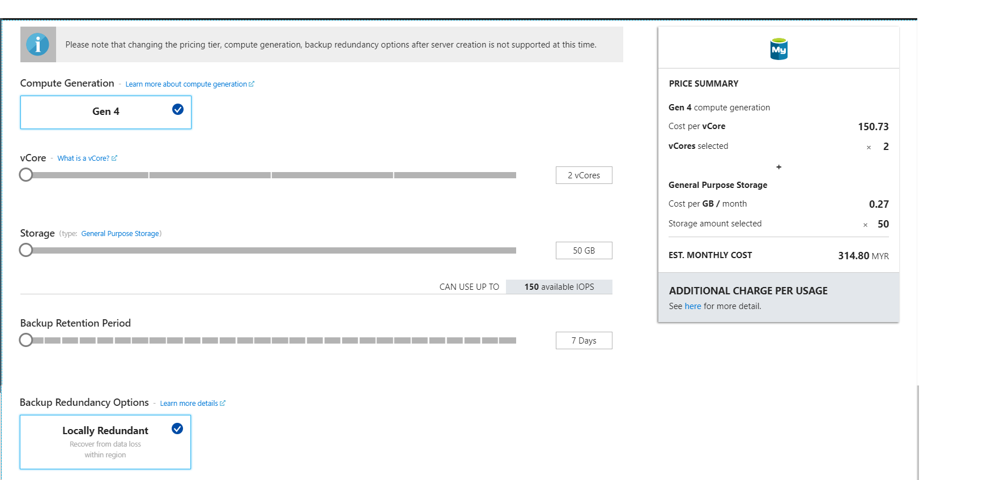 Please note that changing the pricing tier, compute generation, backup redundancy options after server creation is not supported at this time.
Compute Generation - Learn more about compute generation
Gen 4
vCore - What is a vCore?
2 vCores
Storage (type: General Purpose Storage)
50 GB
CAN USE UP TO 150 available IOPS
Backup Retention Period
7 Days
Backup Redundancy Options - Learn more details
Locally Redundant
Recover from data loss
within region
My
PRICE SUMMARY
Gen 4 compute generation
Cost per vCore 150.73
vCores selected × 2
+
General Purpose Storage
Cost per GB / month 0.27
Storage amount selected × 50
EST. MONTHLY COST 314.80 MYR
ADDITIONAL CHARGE PER USAGE
See here for more detail.